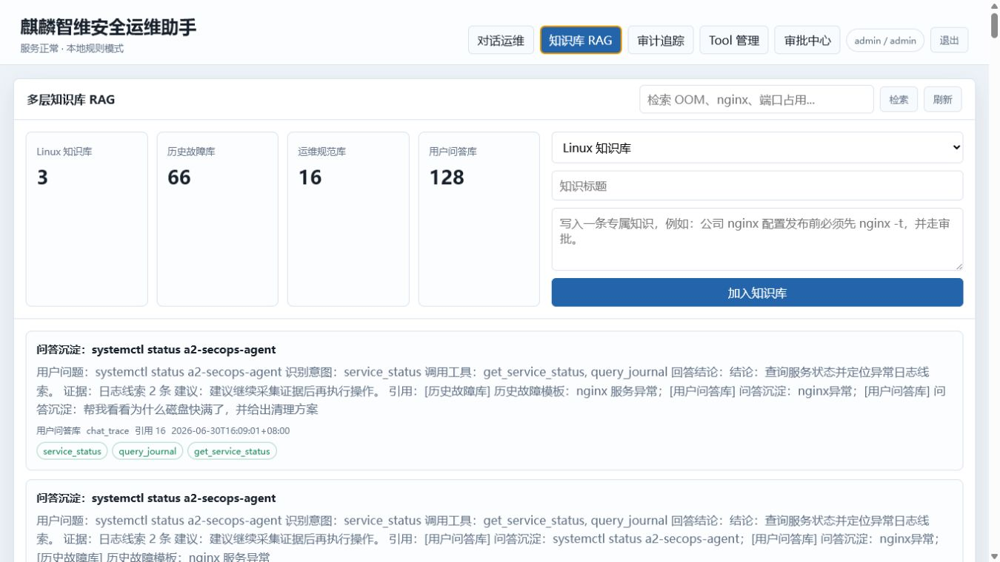 麒麟智维安全运维助手
服务正常 · 本地规则模式
对话运维
知识库 RAG
审计追踪
Tool 管理
审批中心
admin / admin
退出
多层知识库 RAG
检索 OOM、nginx、端口占用...
检索
刷新
Linux 知识库
3
历史故障库
66
运维规范库
16
用户问答库
128
Linux 知识库
知识标题
写入一条专属知识，例如：公司 nginx 配置发布前必须先 nginx -t，并走审
批。
加入知识库
问答沉淀：systemctl status a2-secops-agent
用户问题：systemctl status a2-secops-agent 识别意图：service_status 调用工具：get_service_status, query_journal 回答结论：结论：查询服务状态并定位异常日志线
索。 证据：日志线索 2 条 建议：建议继续采集证据后再执行操作。 引用：[历史故障库] 历史故障模板：nginx 服务异常；[用户问答库] 问答沉淀：nginx异常；[用户问答库] 问
答沉淀：帮我看看为什么磁盘快满了，并给出清理方案
用户问答库 chat_trace 引用 16 2026-06-30T16:09:01+08:00
service_status
query_journal
get_service_status
问答沉淀：systemctl status a2-secops-agent
用户问题：systemctl status a2-secops-agent 识别意图：service_status 调用工具：get_service_status, query_journal 回答结论：结论：查询服务状态并定位异常日志线
索。 证据：日志线索 2 条 建议：建议继续采集证据后再执行操作。 引用：[用户问答库] 问答沉淀：systemctl status a2-secops-agent；[用户问答库] 问答沉淀：nginx异常；
[历史故障库] 历史故障模板：nginx 服务异常